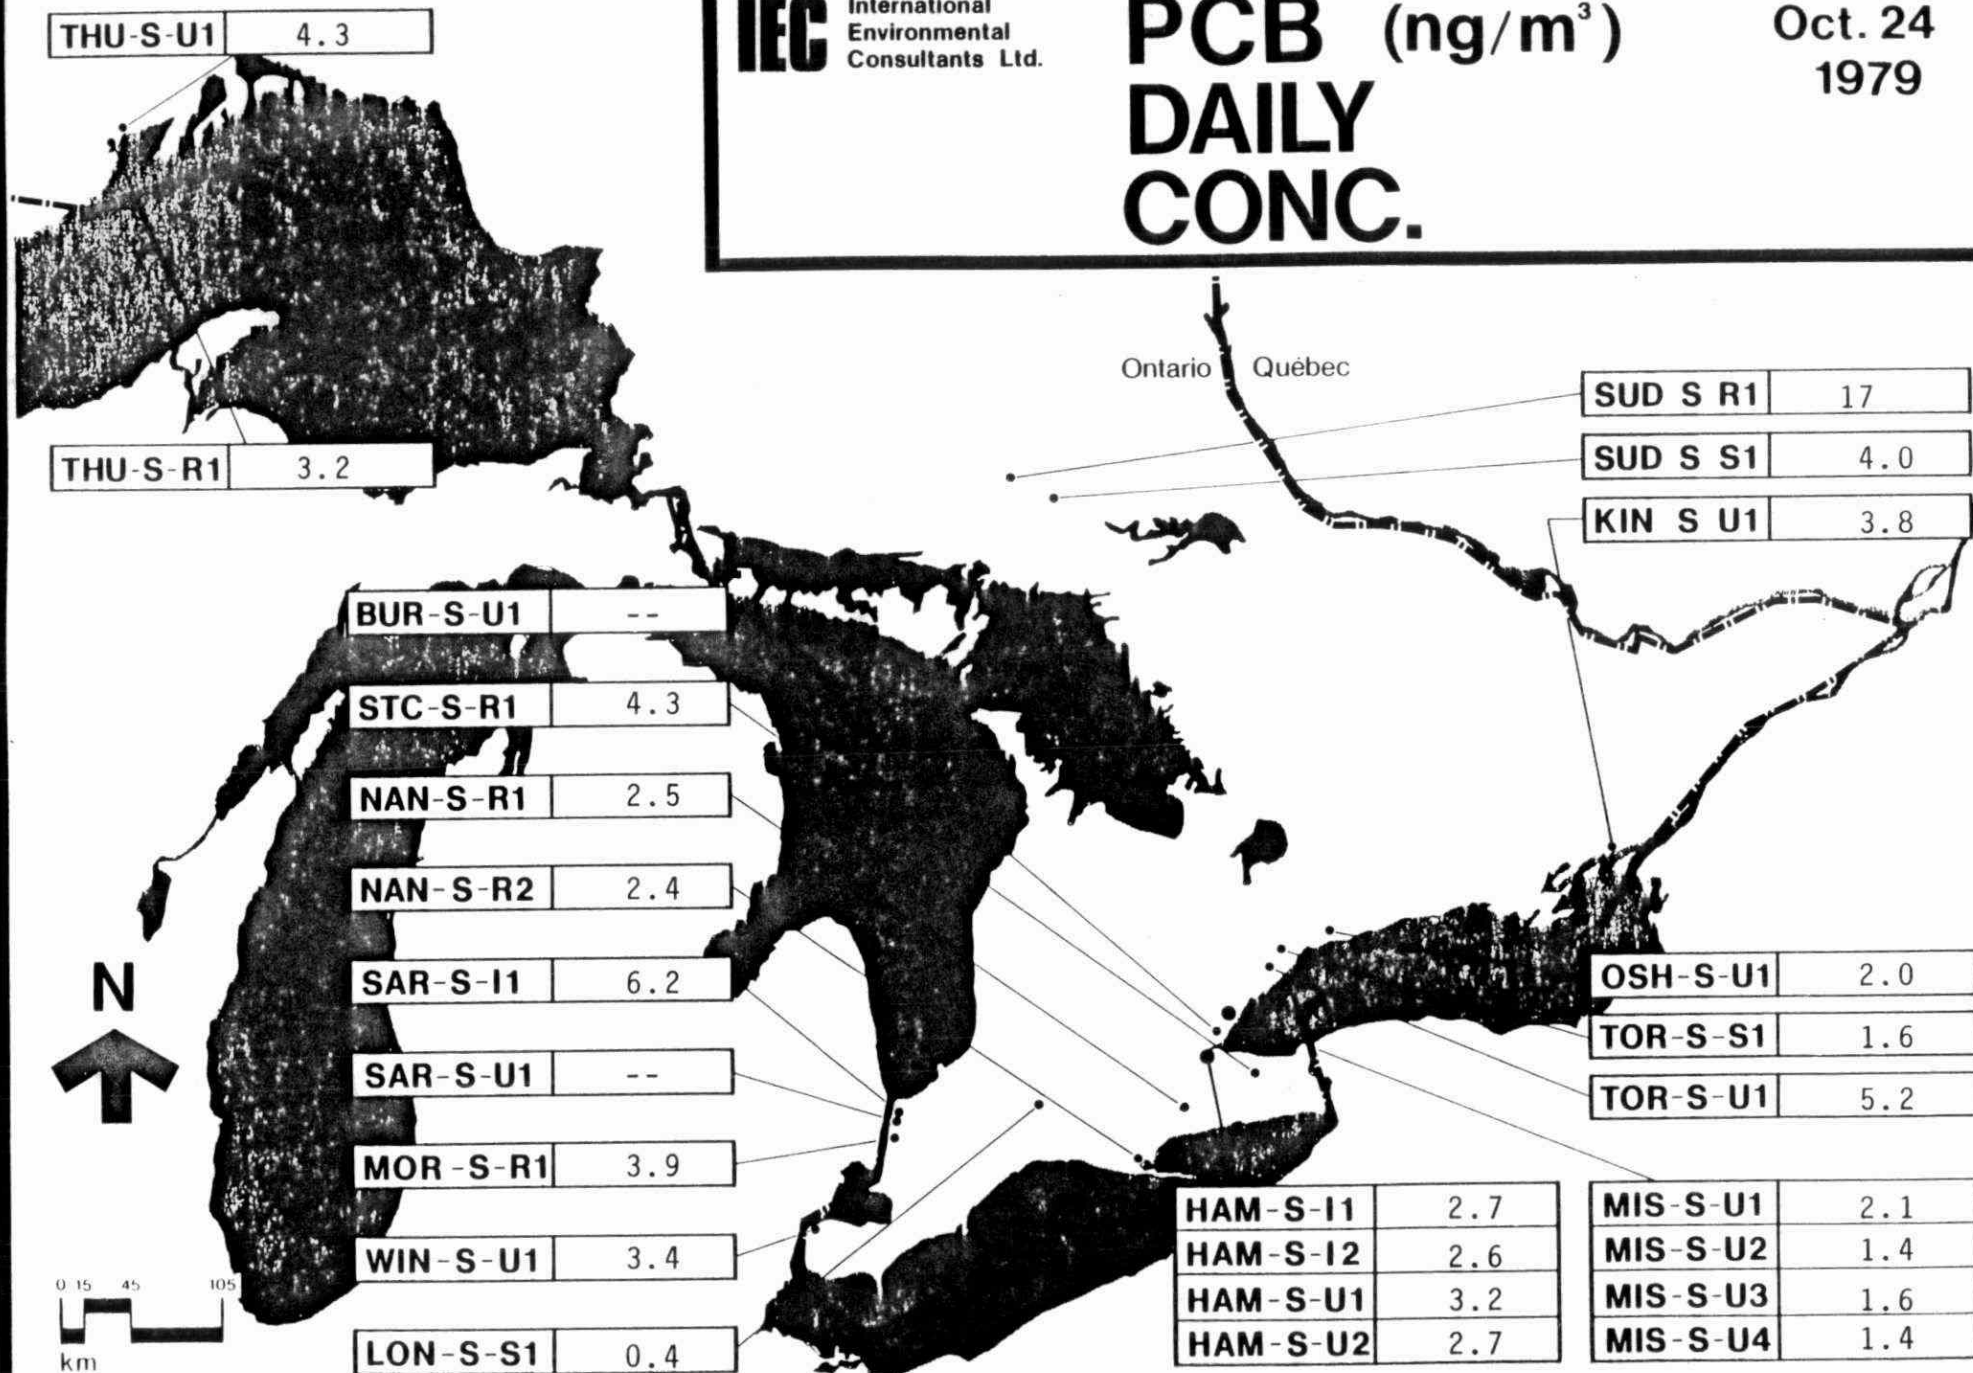 THU-S-U1 4.3
IEC
International
Environmental
Consultants Ltd.
PCB (ng/m³)
DAILY
CONC.
Oct. 24
1979
THU-S-R1 3.2
Ontario Québec
SUD S R1 17
SUD S S1 4.0
KIN S U1 3.8
BUR-S-U1 --
STC-S-R1 4.3
NAN-S-R1 2.5
NAN-S-R2 2.4
SAR-S-I1 6.2
SAR-S-U1 --
MOR-S-R1 3.9
WIN-S-U1 3.4
LON-S-S1 0.4
N
0 15 45 105
km
OSH-S-U1 2.0
TOR-S-S1 1.6
TOR-S-U1 5.2
HAM-S-I1 2.7
HAM-S-I2 2.6
HAM-S-U1 3.2
HAM-S-U2 2.7
MIS-S-U1 2.1
MIS-S-U2 1.4
MIS-S-U3 1.6
MIS-S-U4 1.4